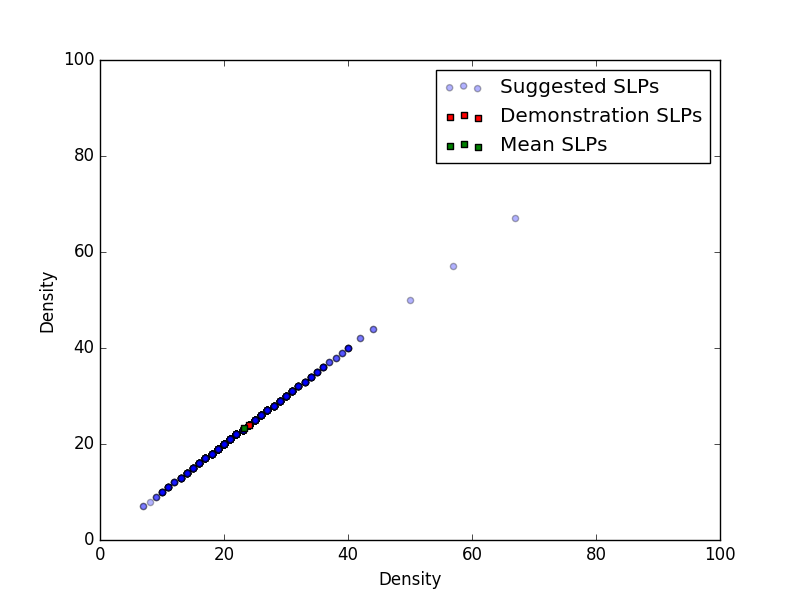 100
80
60
40
20
0
0 20 40 60 80 100
Density
Density
Suggested SLPs
Demonstration SLPs
Mean SLPs